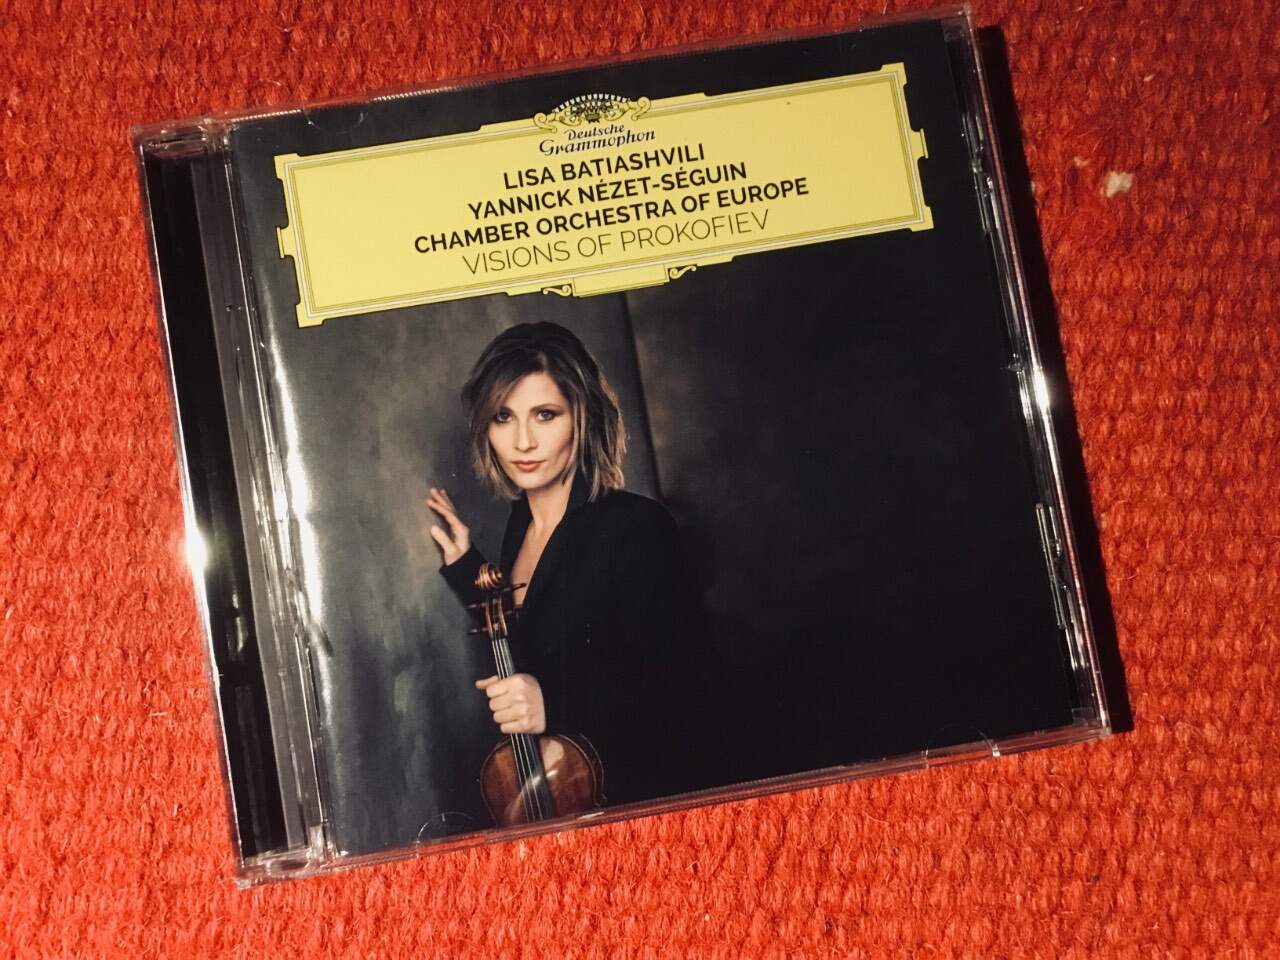 Deutsche
Grammophon
LISA BATIASHVILI
YANNICK NÉZET-SÉGUIN
CHAMBER ORCHESTRA OF EUROPE
VISIONS OF PROKOFIEV